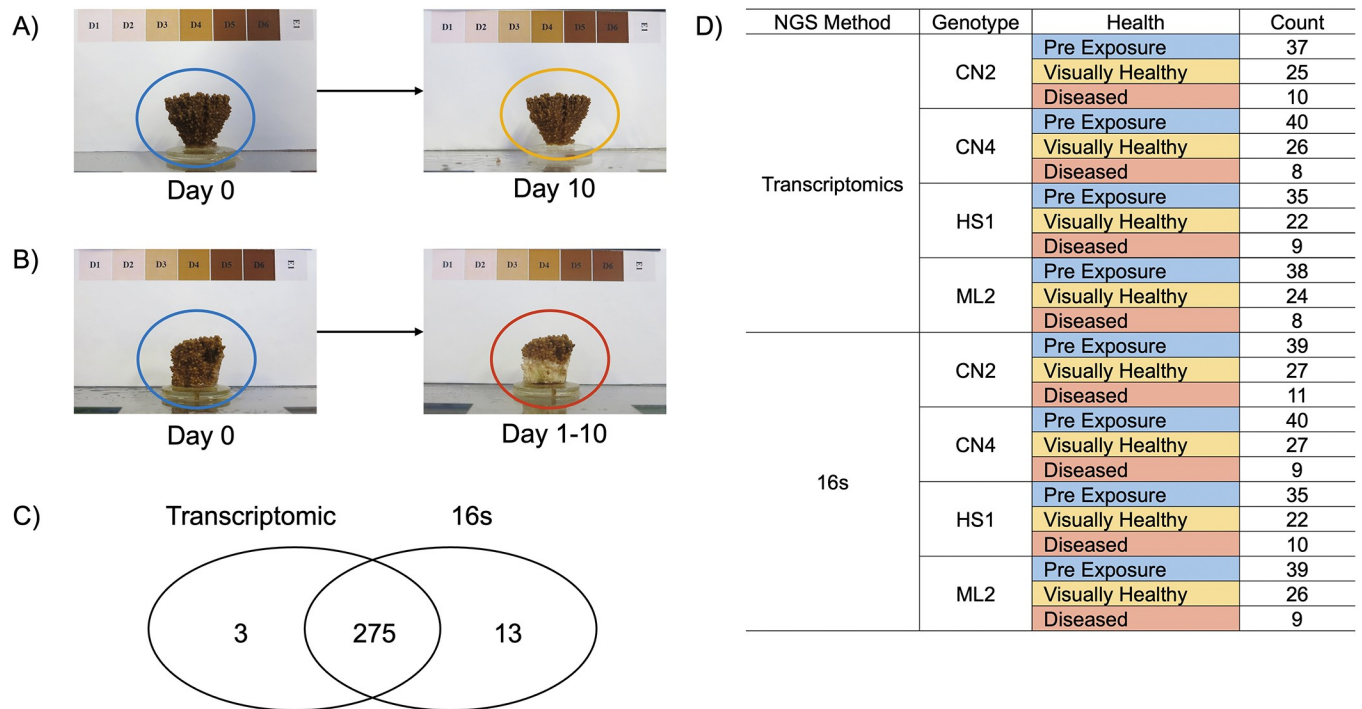 A)
D1 D2 D3 D4 D5 D6 E1
Day 0
D1 D2 D3 D4 D5 D6 E1
Day 10
B)
D1 D2 D3 D4 D5 D6 E1
Day 0
D1 D2 D3 D4 D5 D6 E1
Day 1-10
C)
Transcriptomic 16s
3 275 13
D)
NGS Method Genotype Health Count
Transcriptomics
CN2
Pre Exposure 37
Visually Healthy 25
Diseased 10
CN4
Pre Exposure 40
Visually Healthy 26
Diseased 8
HS1
Pre Exposure 35
Visually Healthy 22
Diseased 9
ML2
Pre Exposure 38
Visually Healthy 24
Diseased 8
16s
CN2
Pre Exposure 39
Visually Healthy 27
Diseased 11
CN4
Pre Exposure 40
Visually Healthy 27
Diseased 9
HS1
Pre Exposure 35
Visually Healthy 22
Diseased 10
ML2
Pre Exposure 39
Visually Healthy 26
Diseased 9